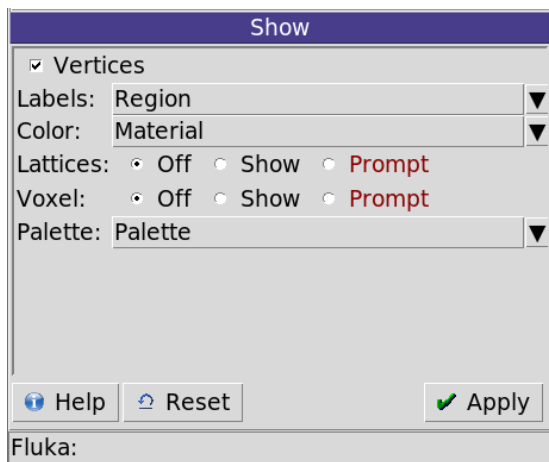 Show
Vertices
Labels: Region
Color: Material
Lattices: Off Show Prompt
Voxel: Off Show Prompt
Palette: Palette
Help Reset Apply
Fluka: